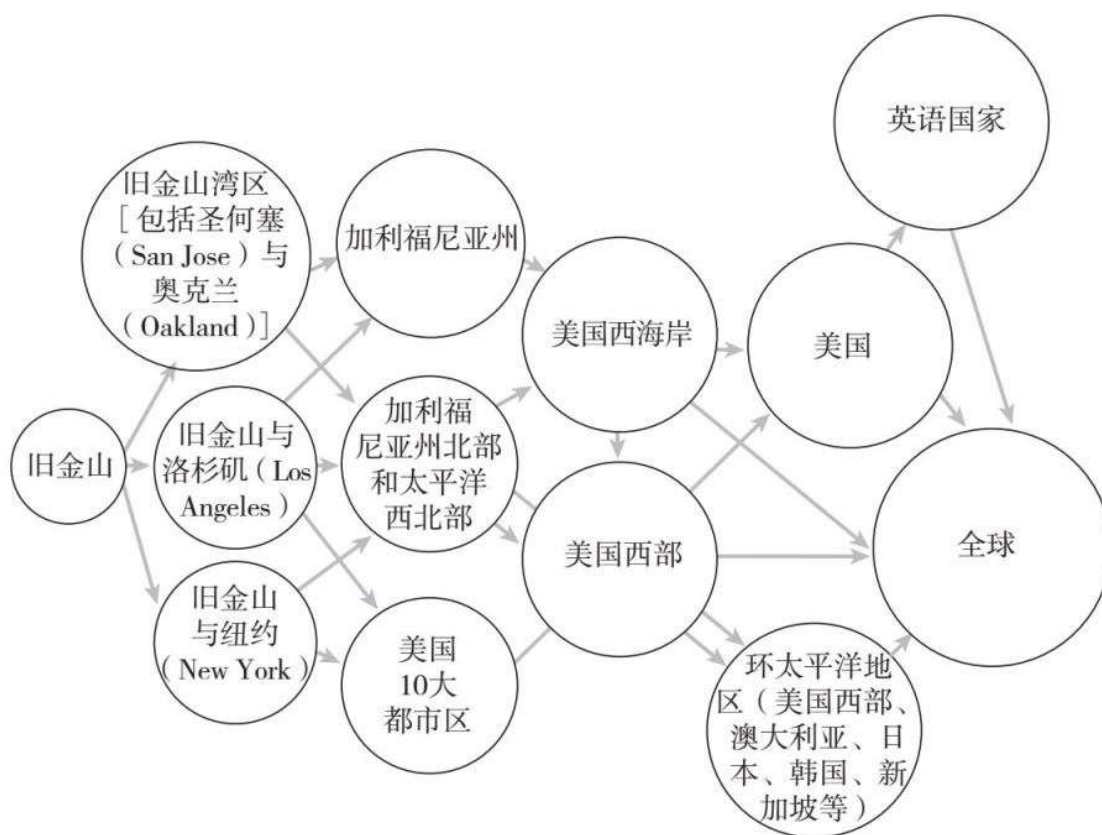 英语国家
旧金山湾区
[ 包括圣何塞
（San Jose）与
奥克兰
（Oakland）]
加利福尼亚州
美国西海岸
美国
旧金山
旧金山与
洛杉矶（Los
Angeles）
加利福
尼亚州北部
和太平洋
西北部
美国西部
全球
旧金山
与纽约
（New York）
美国
10大
都市区
环太平洋地
区（美国西部、
澳大利亚、日
本、韩国、新
加坡等）